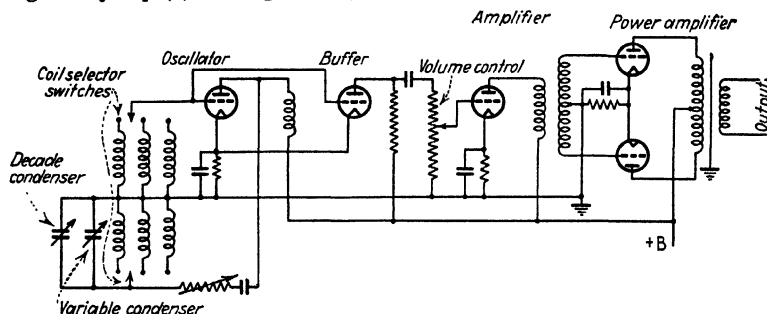 Amplifier
Power amplifier
Oscillator
Buffer
Coil selector
switches
Volume control
Output
Decade
condenser
+B
Variable condenser